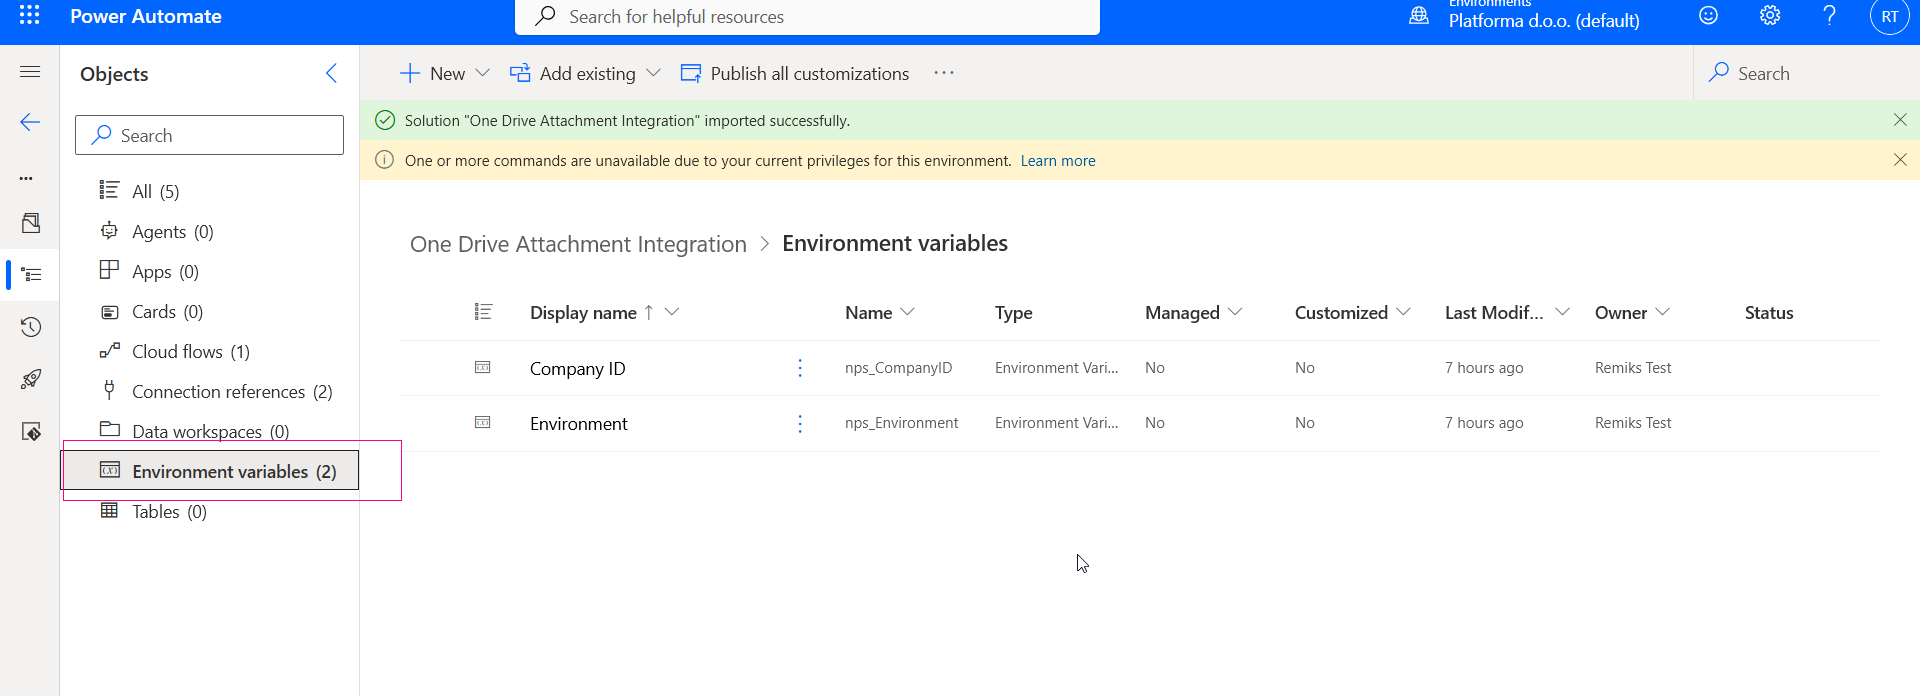 Power Automate
Search for helpful resources
Environments
Platforma d.o.o. (default)
RT
Objects
New
Add existing
Publish all customizations
Search
Search
Solution "One Drive Attachment Integration" imported successfully.
One or more commands are unavailable due to your current privileges for this environment. Learn more
All (5)
Agents (0)
Apps (0)
Cards (0)
Cloud flows (1)
Connection references (2)
Data workspaces (0)
Environment variables (2)
Tables (0)
One Drive Attachment Integration > Environment variables
Display name Name Type Managed Customized Last Modif... Owner Status
Company ID nps_CompanyID Environment Vari... No No 7 hours ago Remiks Test
Environment nps_Environment Environment Vari... No No 7 hours ago Remiks Test